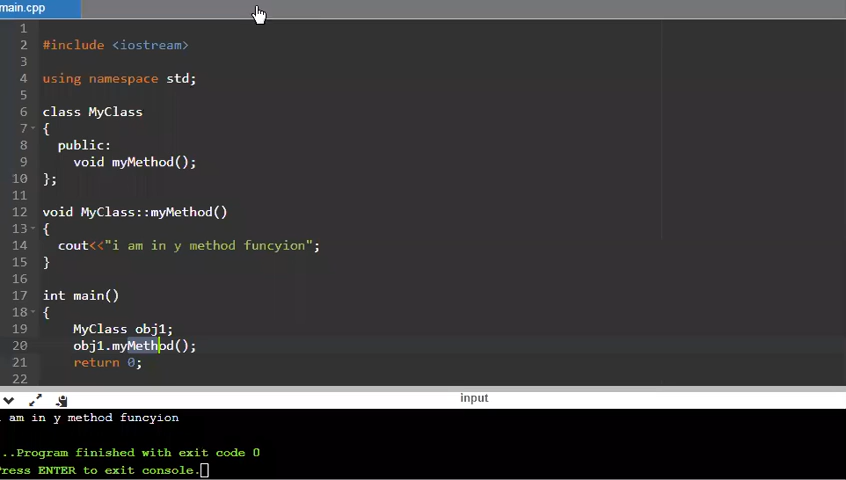 main.cpp
1
2 #include <iostream>
3
4 using namespace std;
5
6 class MyClass
7 {
8 public:
9 void myMethod();
10 };
11
12 void MyClass::myMethod()
13 {
14 cout<<"i am in y method funcyion";
15 }
16
17 int main()
18 {
19 MyClass obj1;
20 obj1.myMethod();
21 return 0;
22
input
i am in y method funcyion
...Program finished with exit code 0
Press ENTER to exit console.